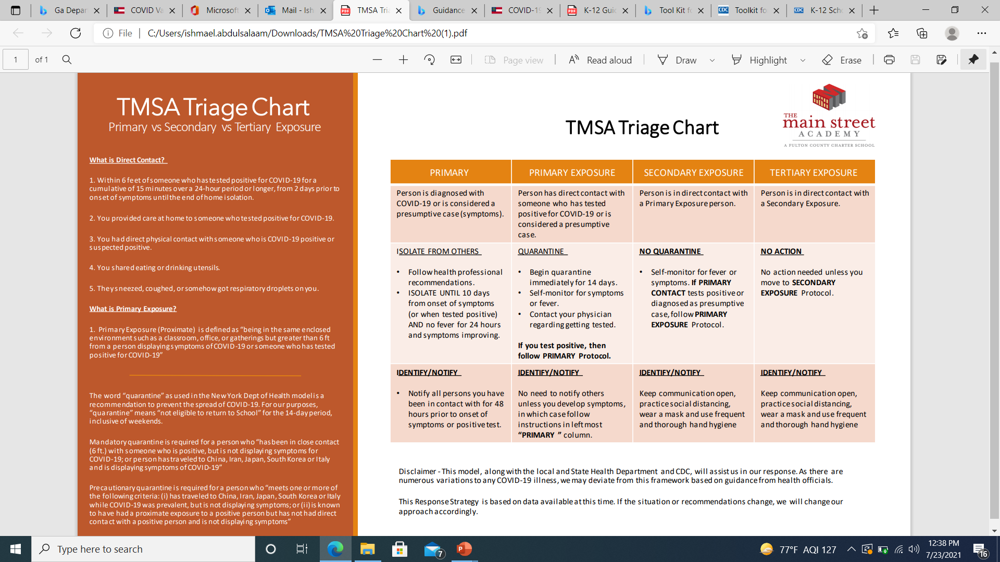 Ga Depar
COVID Va
Microsoft
Mail - Ish
TMSA Tria
Guidance
COVID-19
K-12 Guid
Tool Kit fo
Toolkit fo
K-12 Scho
File
C:/Users/ishmael.abdulsalaam/Downloads/TMSA%20Triage%20Chart%20(1).pdf
1 of 1
Page view
Read aloud
Draw
Highlight
Erase
TMSA Triage Chart
Primary vs Secondary vs Tertiary Exposure
What is Direct Contact?
1. Within 6 feet of someone who has tested positive for COVID-19 for a
cumulative of 15 minutes over a 24-hour period or longer, from 2 days prior to
onset of symptoms until the end of home isolation.
2. You provided care at home to someone who tested positive for COVID-19.
3. You had direct physical contact with someone who is COVID-19 positive or
suspected positive.
4. You shared eating or drinking utensils.
5. They sneezed, coughed, or somehow got respiratory droplets on you.
What is Primary Exposure?
1. Primary Exposure (Proximate) is defined as “being in the same enclosed
environment such as a classroom, office, or gatherings but greater than 6 ft
from a person displaying symptoms of COVID-19 or someone who has tested
positive for COVID-19”
The word “quarantine” as used in the New York Dept of Health model is a
recommendation to prevent the spread of COVID-19. For our purposes,
“quarantine” means “not eligible to return to School” for the 14-day period,
inclusive of weekends.
Mandatory quarantine is required for a person who “has been in close contact
(6 ft.) with someone who is positive, but is not displaying symptoms for
COVID-19; or person has traveled to China, Iran, Japan, South Korea or Italy
and is displaying symptoms of COVID-19”
Precautionary quarantine is required for a person who “meets one or more of
the following criteria: (i) has traveled to China, Iran, Japan, South Korea or Italy
while COVID-19 was prevalent, but is not displaying symptoms; or (ii) is known
to have had a proximate exposure to a positive person but has not had direct
contact with a positive person and is not displaying symptoms”
TMSA Triage Chart
THE
main street
ACADEMY
A FULTON COUNTY CHARTER SCHOOL
PRIMARY
PRIMARY EXPOSURE
SECONDARY EXPOSURE
TERTIARY EXPOSURE
Person is diagnosed with
COVID-19 or is considered a
presumptive case (symptoms).
Person has direct contact with
someone who has tested
positive for COVID-19 or is
considered a presumptive
case.
Person is in direct contact with
a Primary Exposure person.
Person is in direct contact with
a Secondary Exposure.
ISOLATE FROM OTHERS
• Follow health professional
recommendations.
• ISOLATE UNTIL 10 days
from onset of symptoms
(or when tested positive)
AND no fever for 24 hours
and symptoms improving.
QUARANTINE
• Begin quarantine
immediately for 14 days.
• Self-monitor for symptoms
or fever.
• Contact your physician
regarding getting tested.
If you test positive, then
follow PRIMARY Protocol.
NO QUARANTINE
• Self-monitor for fever or
symptoms. If PRIMARY
CONTACT tests positive or
diagnosed as presumptive
case, follow PRIMARY
EXPOSURE Protocol.
NO ACTION
No action needed unless you
move to SECONDARY
EXPOSURE Protocol.
IDENTIFY/NOTIFY
• Notify all persons you have
been in contact with for 48
hours prior to onset of
symptoms or positive test.
IDENTIFY/NOTIFY
No need to notify others
unless you develop symptoms,
in which case follow
instructions in left most
“PRIMARY ” column.
IDENTIFY/NOTIFY
Keep communication open,
practice social distancing,
wear a mask and use frequent
and thorough hand hygiene
IDENTIFY/NOTIFY
Keep communication open,
practice social distancing,
wear a mask and use frequent
and thorough hand hygiene
Disclaimer - This model, along with the local and State Health Department and CDC, will assist us in our response. As there are
numerous variations to any COVID-19 illness, we may deviate from this framework based on guidance from health officials.
This Response Strategy is based on data available at this time. If the situation or recommendations change, we will change our
approach accordingly.
Type here to search
7
77°F AQI 127
12:38 PM
7/23/2021
16